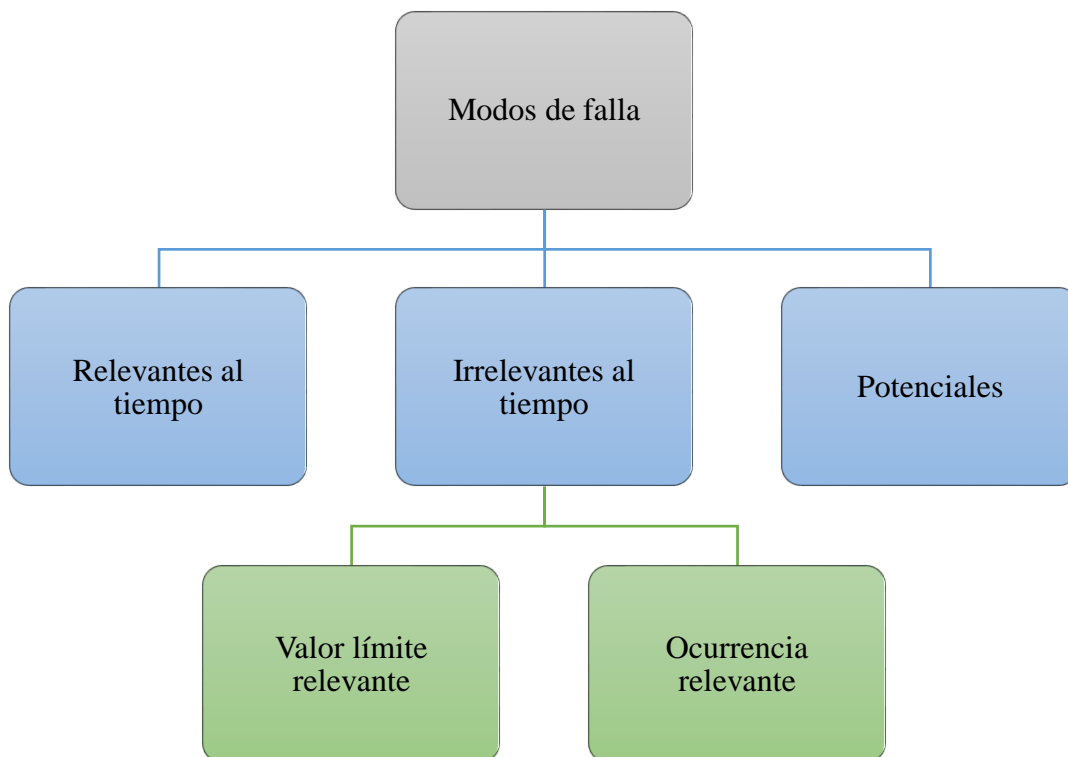 Modos de falla
Relevantes al
tiempo
Irrelevantes al
tiempo
Potenciales
Valor límite
relevante
Ocurrencia
relevante